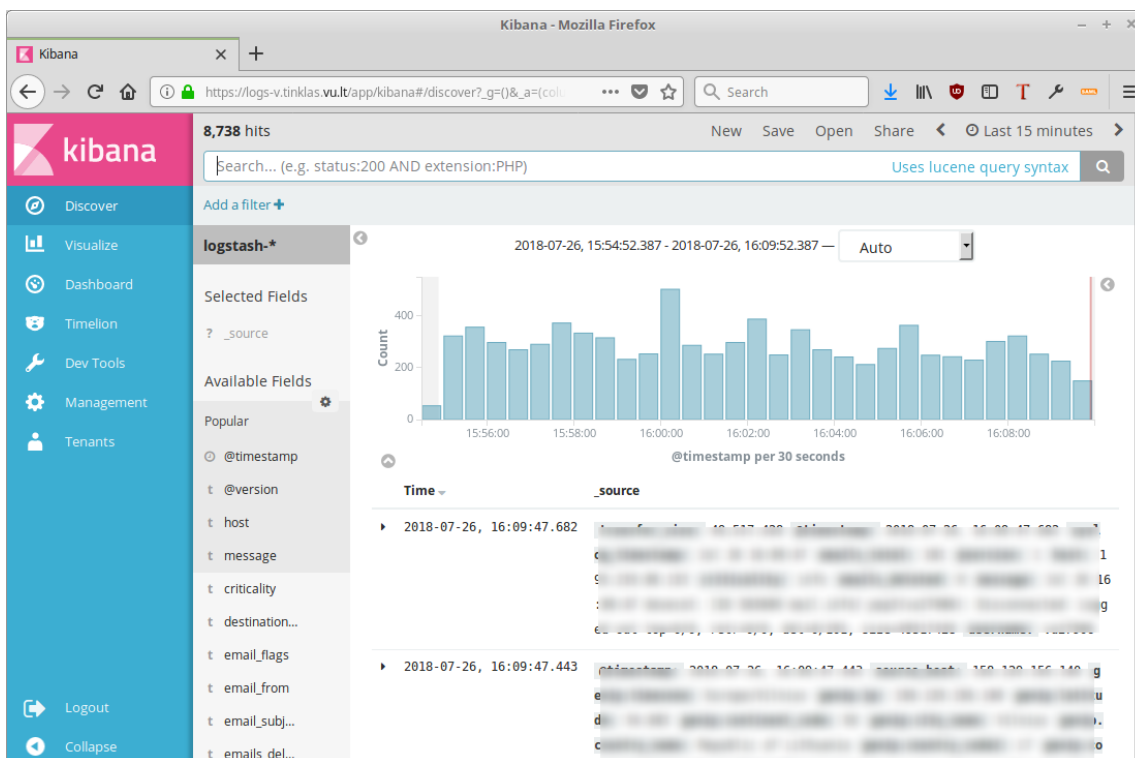 Kibana - Mozilla Firefox
Kibana
https://logs-v.tinklas.vu.lt/app/kibana#/discover?_g=()&_a=(colu
Search
kibana
Discover
Visualize
Dashboard
Timelion
Dev Tools
Management
Tenants
Logout
Collapse
8,738 hits
New Save Open Share Last 15 minutes
Search... (e.g. status:200 AND extension:PHP) Uses lucene query syntax
Add a filter
logstash-*
Selected Fields
? _source
Available Fields
Popular
@timestamp
t @version
t host
t message
t criticality
t destination...
t email_flags
t email_from
t email_subj...
t emails_del...
2018-07-26, 15:54:52.387 - 2018-07-26, 16:09:52.387 — Auto
Count
400
200
0
15:56:00 15:58:00 16:00:00 16:02:00 16:04:00 16:06:00 16:08:00
@timestamp per 30 seconds
Time _source
2018-07-26, 16:09:47.682
2018-07-26, 16:09:47.443